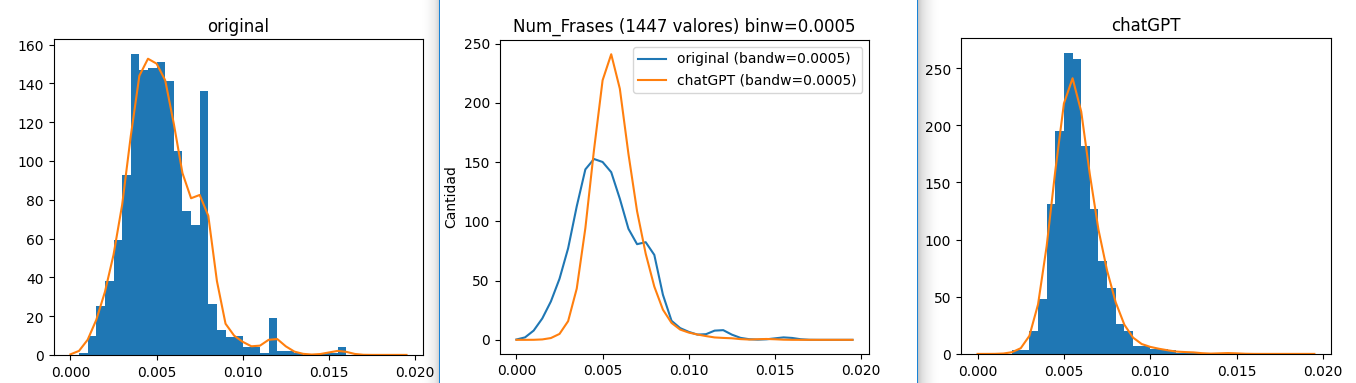 original
160
140
120
100
80
60
40
20
0
0.000 0.005 0.010 0.015 0.020
Num_Frases (1447 valores) binw=0.0005
original (bandw=0.0005)
chatGPT (bandw=0.0005)
Cantidad
250
200
150
100
50
0
0.000 0.005 0.010 0.015 0.020
chatGPT
250
200
150
100
50
0
0.000 0.005 0.010 0.015 0.020